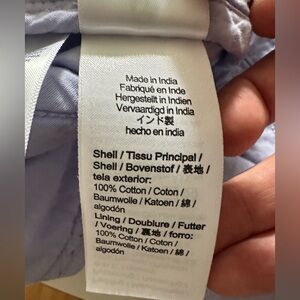 Made in India
Fabriqué en Inde
Hergestellt in Indien
Vervaardigd in India
インド製
hecho en india
Shell / Tissu Principal /
Shell / Bovenstof / 表地 /
tela exterior:
100% Cotton / Coton /
Baumwolle / Katoen / 綿 /
algodón
Lining / Doublure / Futter
/ Voering / 裏地 / forro:
100% Cotton / Coton /
Baumwolle / Katoen / 綿 /
algodón